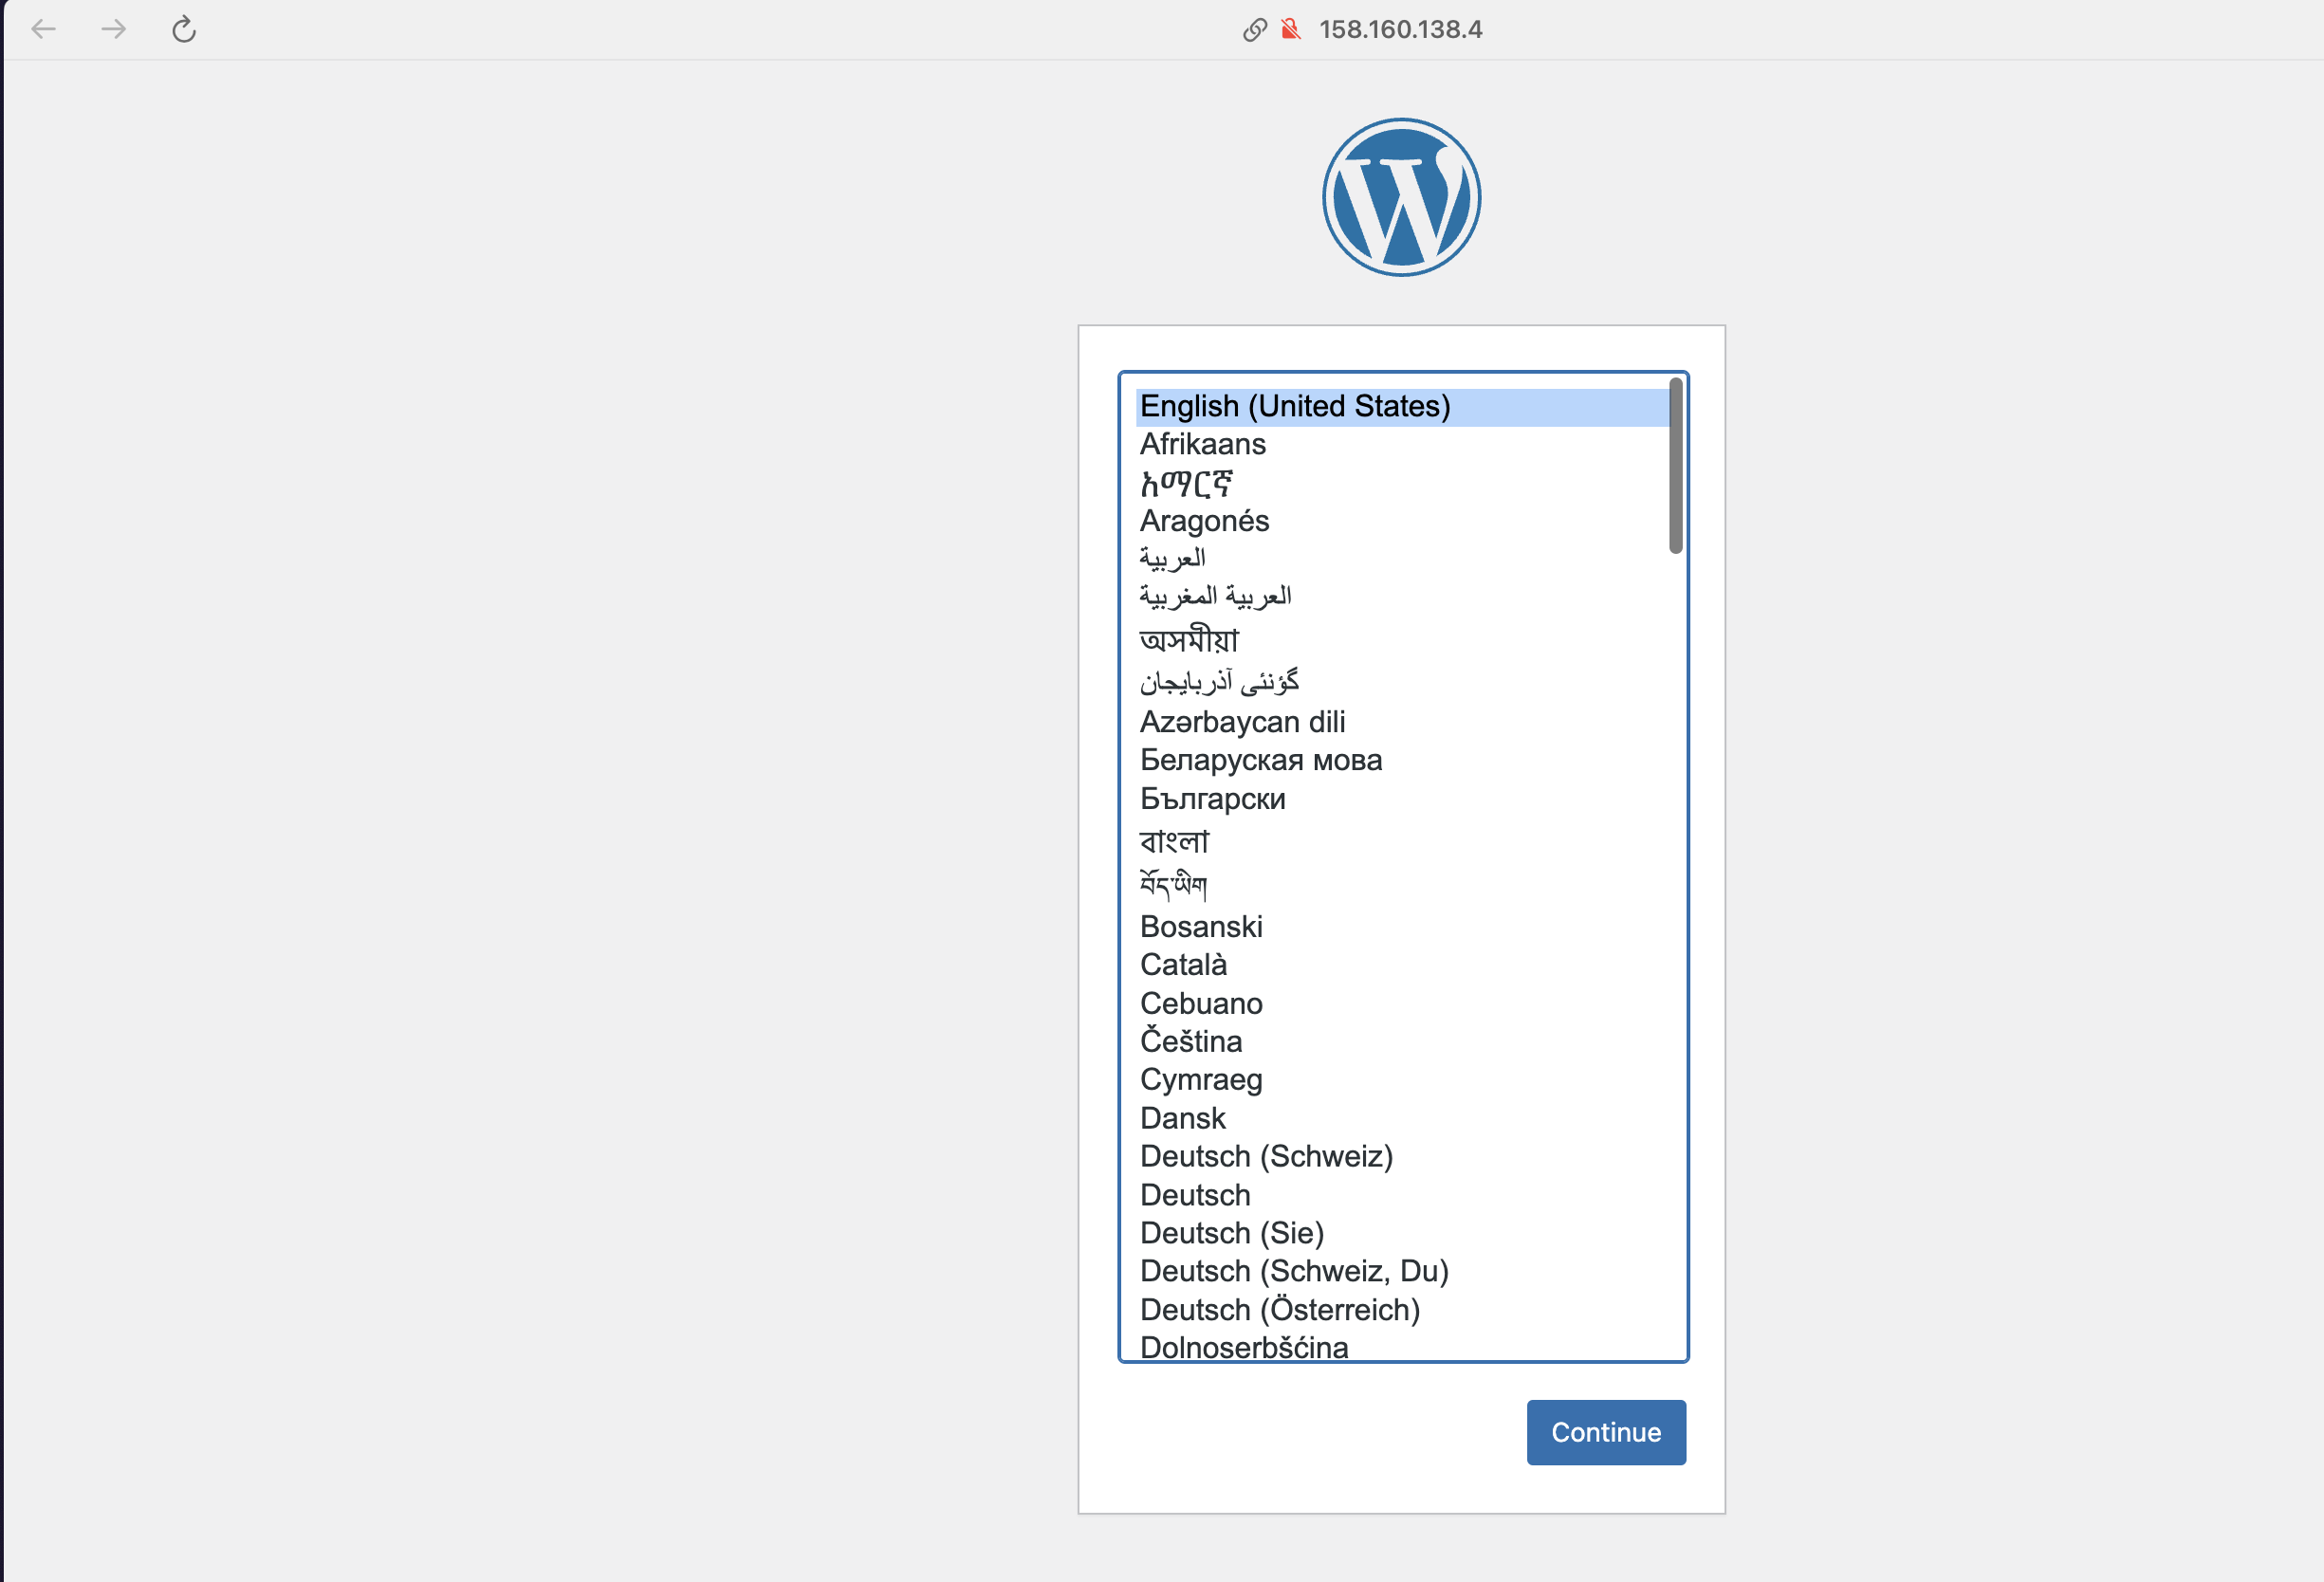 158.160.138.4
English (United States)
Afrikaans
አማርኛ
Aragonés
العربية
العربية المغربية
অসমীয়া
گؤنئی آذربایجان
Azərbaycan dili
Беларуская мова
Български
বাংলা
བོད་ཡིག
Bosanski
Català
Cebuano
Čeština
Cymraeg
Dansk
Deutsch (Schweiz)
Deutsch
Deutsch (Sie)
Deutsch (Schweiz, Du)
Deutsch (Österreich)
Dolnoserbšćina
Continue